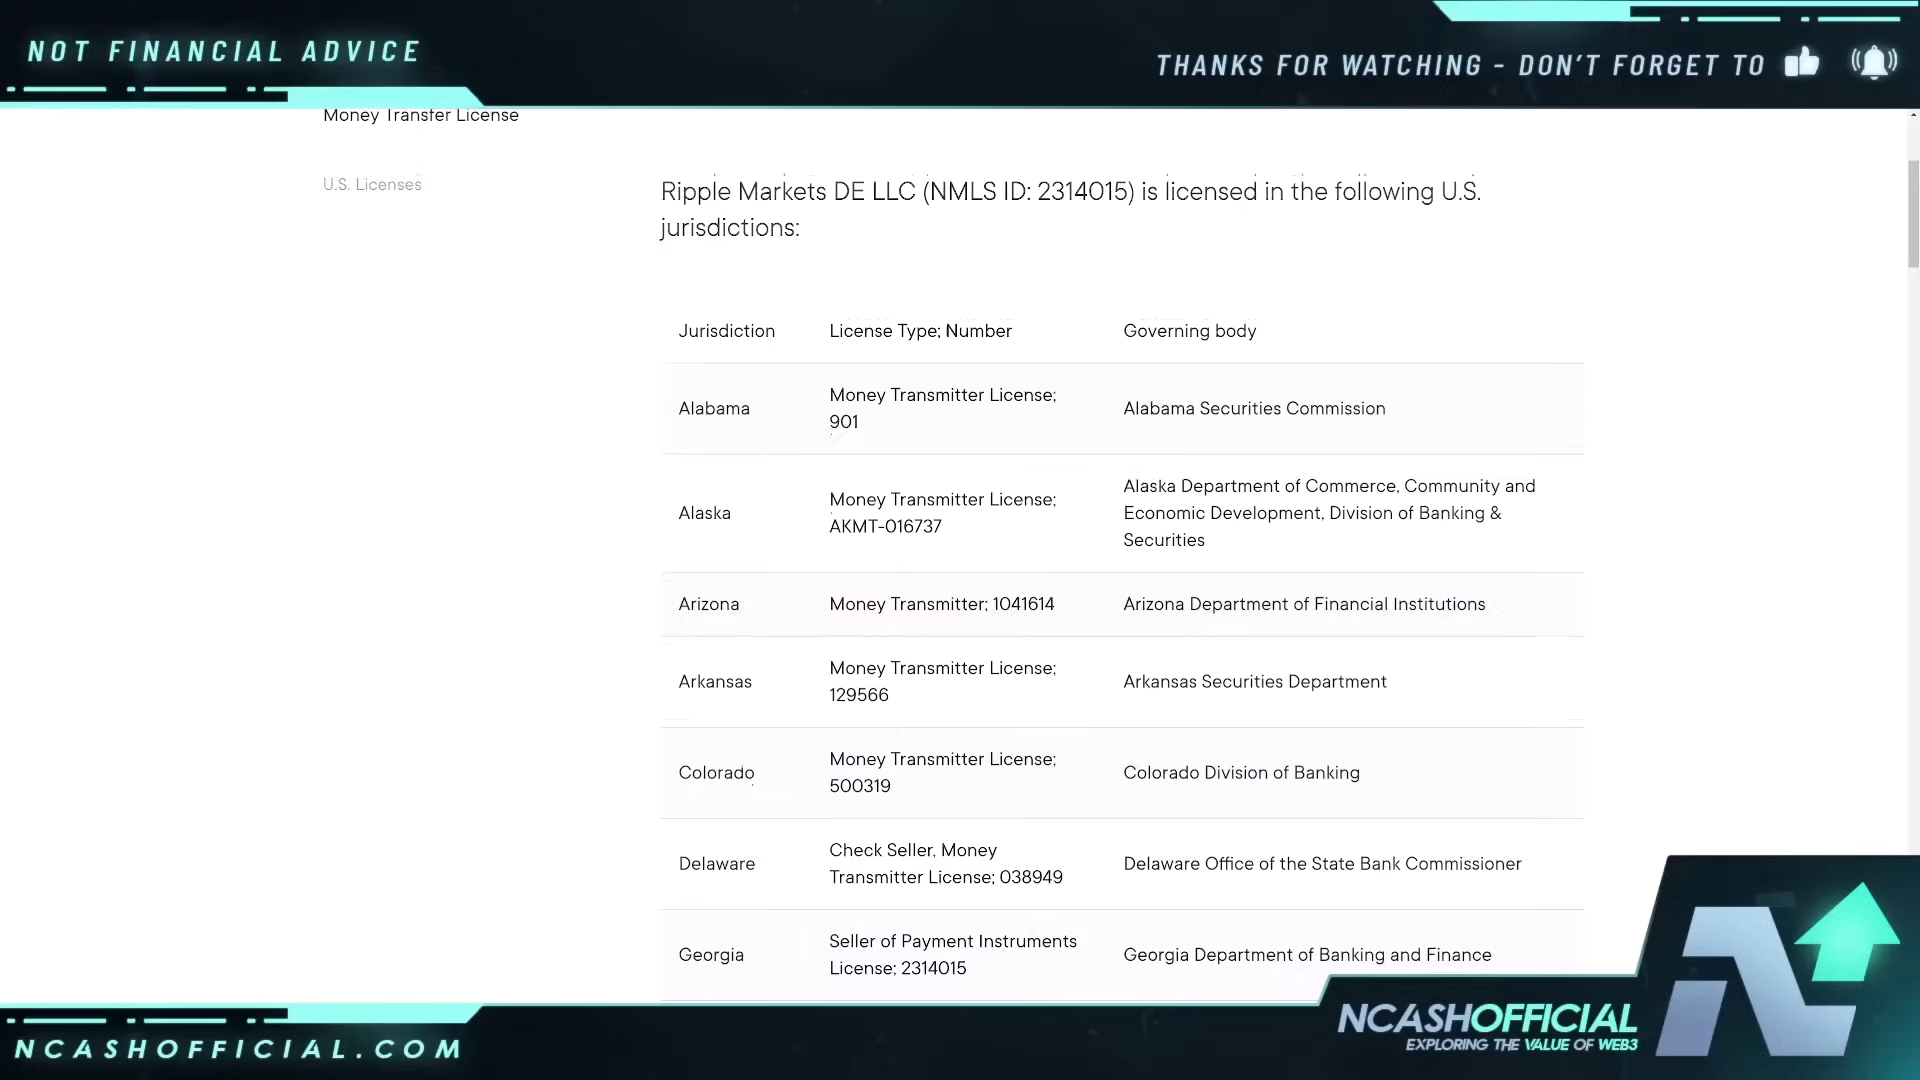 NOT FINANCIAL ADVICE
THANKS FOR WATCHING - DON'T FORGET TO
Money Transfer License
U.S. Licenses
Ripple Markets DE LLC (NMLS ID: 2314015) is licensed in the following U.S.
jurisdictions:
Jurisdiction
License Type; Number
Governing body
Alabama
Money Transmitter License;
901
Alabama Securities Commission
Alaska
Money Transmitter License;
AKMT-016737
Alaska Department of Commerce, Community and
Economic Development, Division of Banking &
Securities
Arizona
Money Transmitter; 1041614
Arizona Department of Financial Institutions
Arkansas
Money Transmitter License;
129566
Arkansas Securities Department
Colorado
Money Transmitter License;
500319
Colorado Division of Banking
Delaware
Check Seller, Money
Transmitter License; 038949
Delaware Office of the State Bank Commissioner
Georgia
Seller of Payment Instruments
License; 2314015
Georgia Department of Banking and Finance
NCASHOFFICIAL
EXPLORING THE VALUE OF WEB3
NCASHOFFICIAL.COM